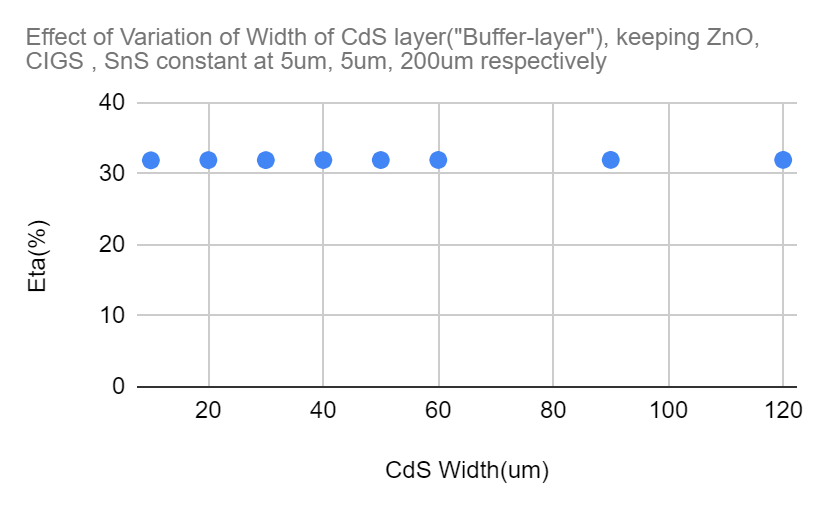 Effect of Variation of Width of CdS layer("Buffer-layer"), keeping ZnO,
CIGS , SnS constant at 5um, 5um, 200um respectively
40
30
20
10
0
Eta(%)
20 40 60 80 100 120
CdS Width(um)